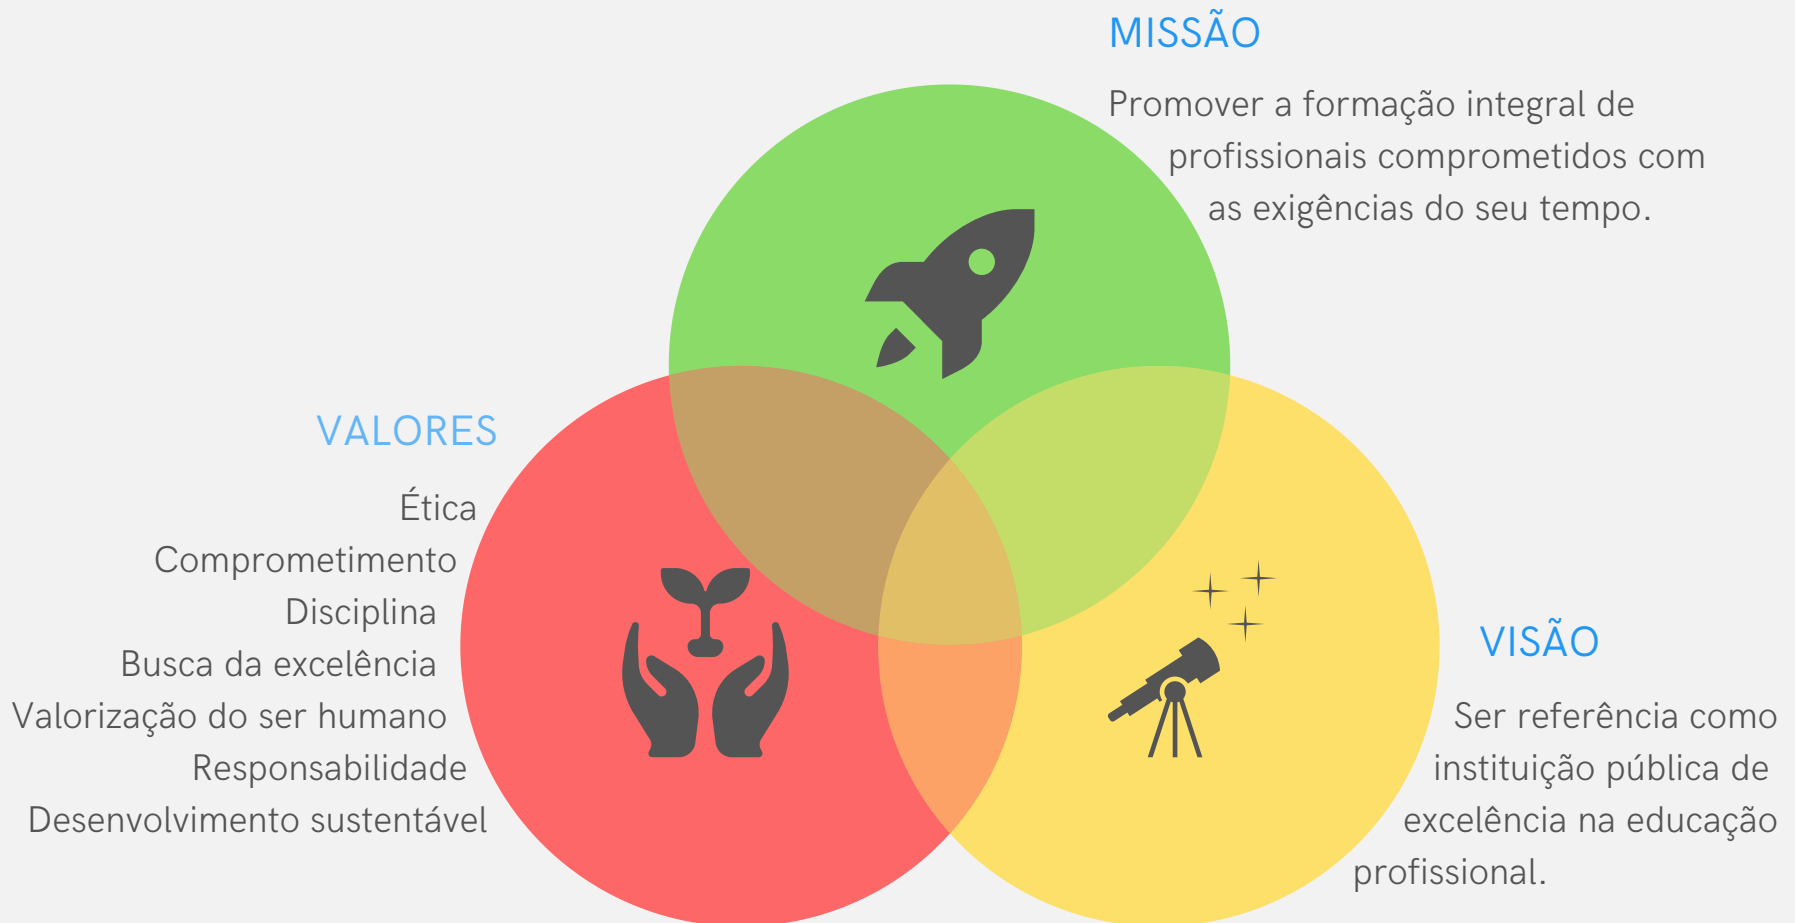 MISSÃO
Promover a formação integral de
profissionais comprometidos com
as exigências do seu tempo.
VALORES
Ética
Comprometimento
Disciplina
Busca da excelência
Valorização do ser humano
Responsabilidade
Desenvolvimento sustentável
VISÃO
Ser referência como
instituição pública de
excelência na educação
profissional.